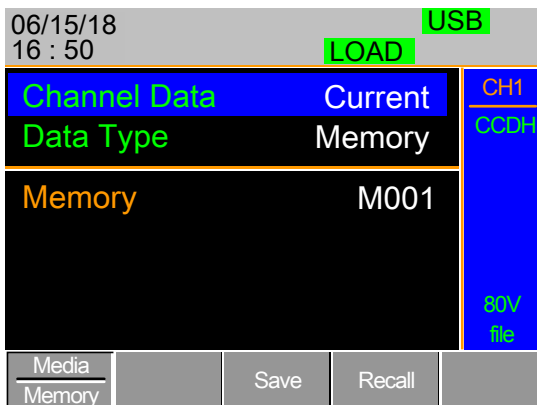 06/15/18 USB
16 : 50 LOAD
Channel Data Current
Data Type Memory
Memory M001
CH1
CCDH
80V
file
Media
Memory
Save
Recall